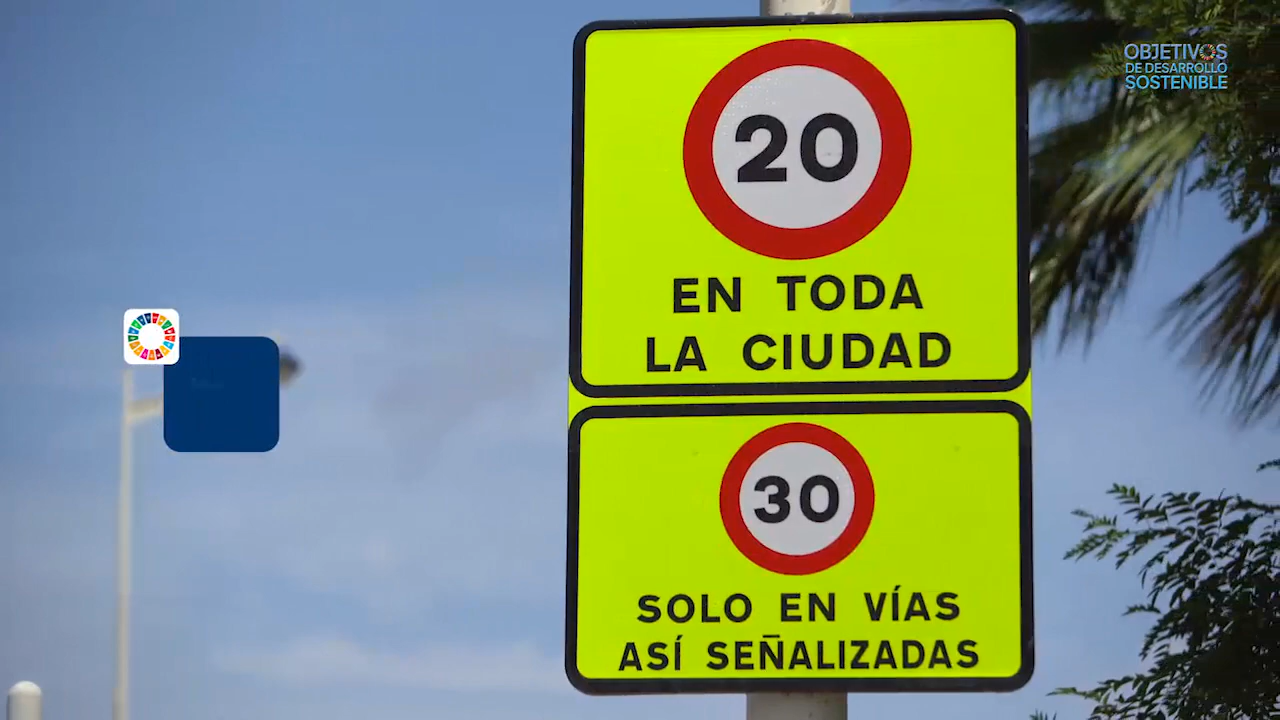 OBJETIVOS
DE DESARROLLO
SOSTENIBLE
20
EN TODA
LA CIUDAD
30
SOLO EN VÍAS
ASÍ SEÑALIZADAS